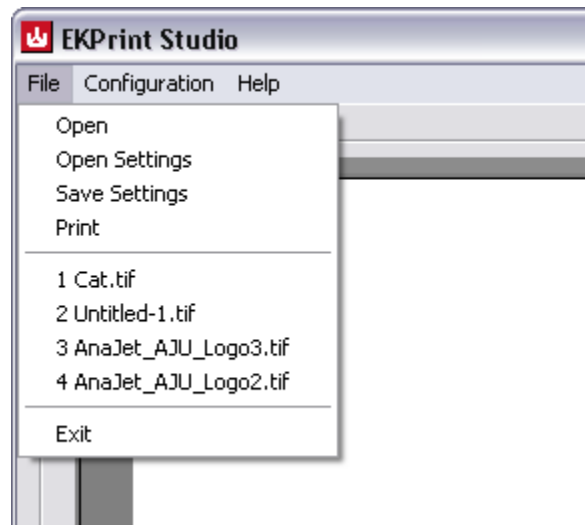 EKPrint Studio
File Configuration Help
Open
Open Settings
Save Settings
Print
1 Cat.tif
2 Untitled-1.tif
3 AnaJet_AJU_Logo3.tif
4 AnaJet_AJU_Logo2.tif
Exit